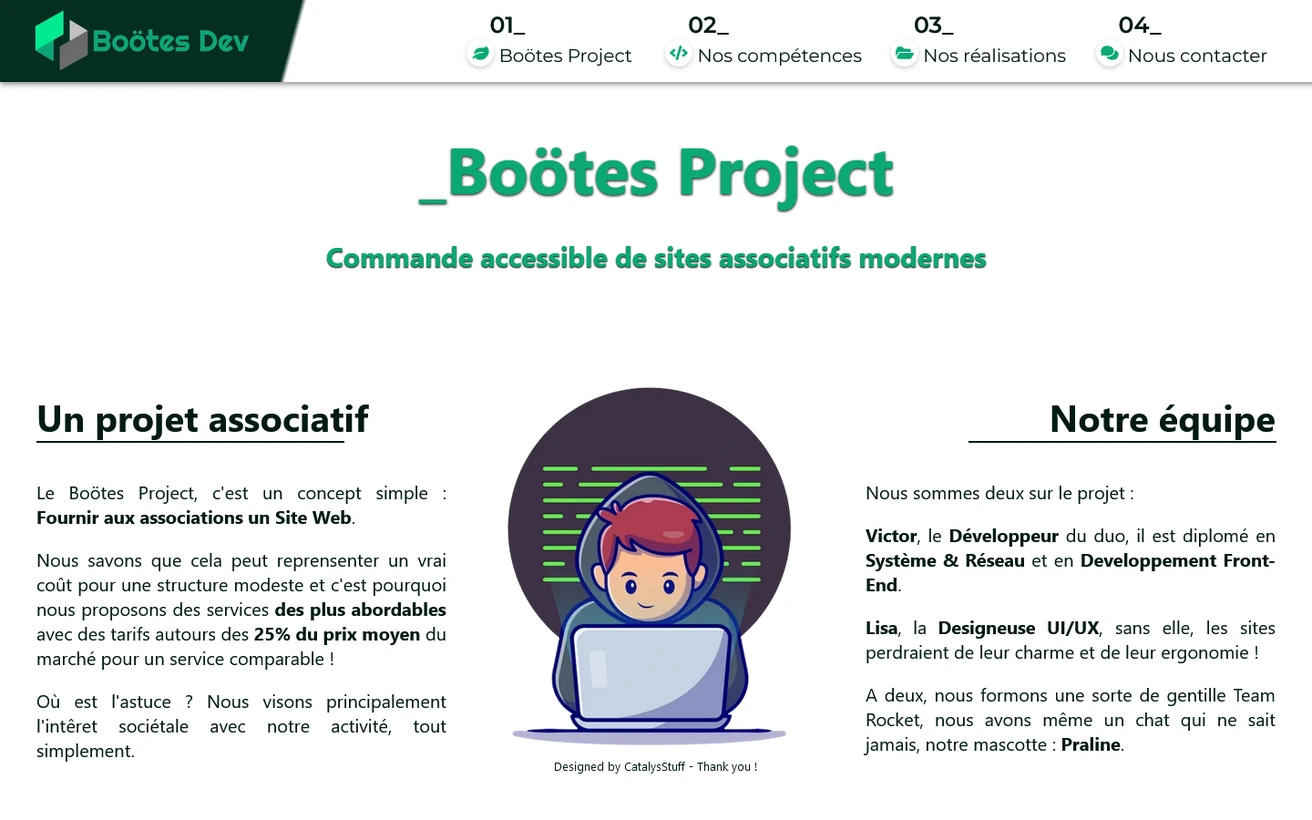 Boötes Dev
01_
Boötes Project
02_
Nos compétences
03_
Nos réalisations
04_
Nous contacter
_Boötes Project
Commande accessible de sites associatifs modernes
Un projet associatif
Le Boötes Project, c'est un concept simple :
Fournir aux associations un Site Web.
Nous savons que cela peut reprensenter un vrai
coût pour une structure modeste et c'est pourquoi
nous proposons des services des plus abordables
avec des tarifs autours des 25% du prix moyen du
marché pour un service comparable !
Où est l'astuce ? Nous visons principalement
l'intêret sociétale avec notre activité, tout
simplement.
Designed by CatalysStuff - Thank you !
Notre équipe
Nous sommes deux sur le projet :
Victor, le Développeur du duo, il est diplomé en
Système & Réseau et en Developpement Front-
End.
Lisa, la Designeuse UI/UX, sans elle, les sites
perdraient de leur charme et de leur ergonomie !
A deux, nous formons une sorte de gentille Team
Rocket, nous avons même un chat qui ne sait
jamais, notre mascotte : Praline.